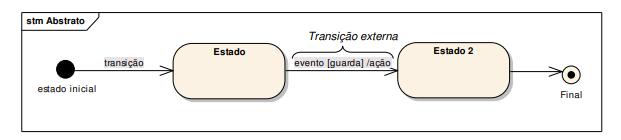 stm Abstrato
Transição externa
Estado
Estado 2
transição
evento [guarda] /ação
estado inicial
Final